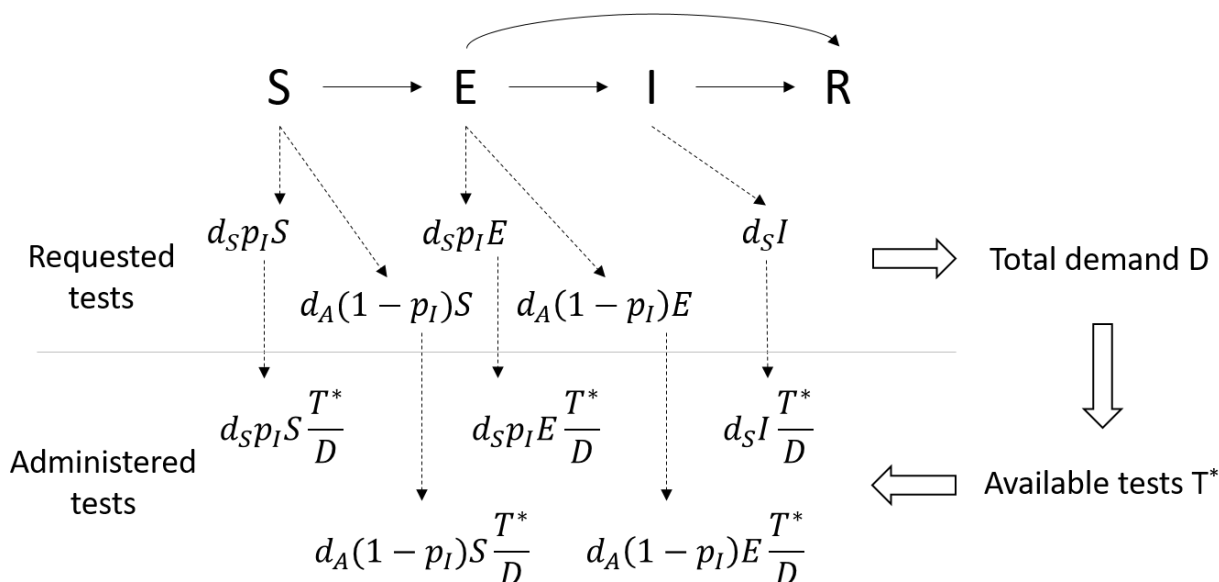 S E I R
d_S p_I S d_S p_I E d_S I
Requested
tests
Total demand D
d_A(1 − p_I)S d_A(1 − p_I)E
d_S p_I S T*/D d_S p_I E T*/D d_S I T*/D
Administered
tests
Available tests T*
d_A(1 − p_I)S T*/D d_A(1 − p_I)E T*/D